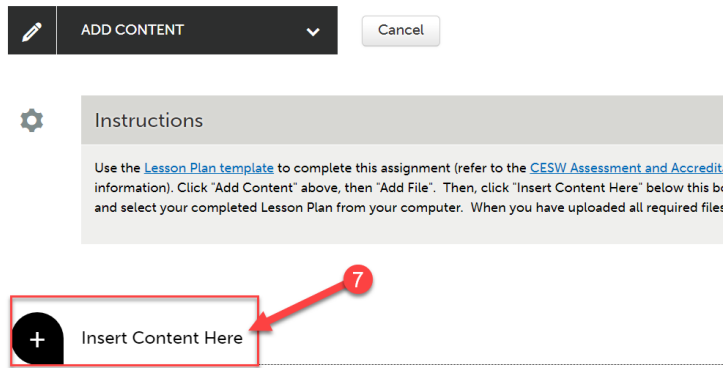 ADD CONTENT
Cancel
Instructions
Use the Lesson Plan template to complete this assignment (refer to the CESW Assessment and Accredit
information). Click "Add Content" above, then "Add File". Then, click "Insert Content Here" below this b
and select your completed Lesson Plan from your computer. When you have uploaded all required files
7
Insert Content Here